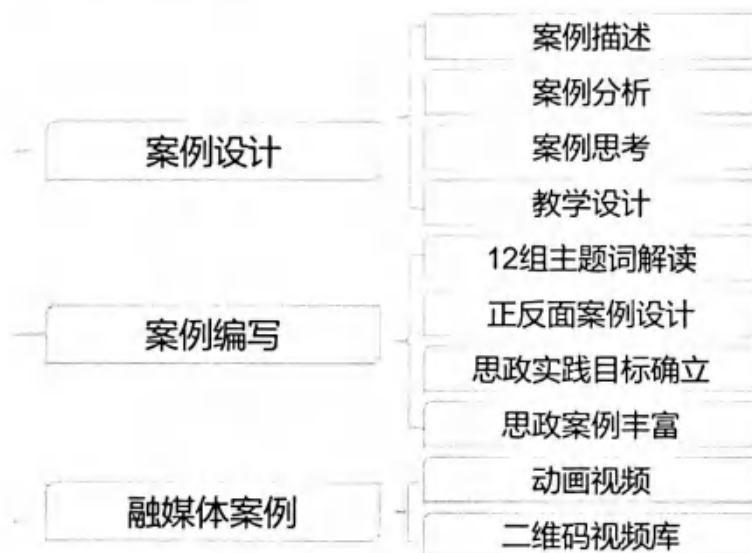 案例设计
案例描述
案例分析
案例思考
教学设计
案例编写
12组主题词解读
正反面案例设计
思政实践目标确立
思政案例丰富
融媒体案例
动画视频
二维码视频库